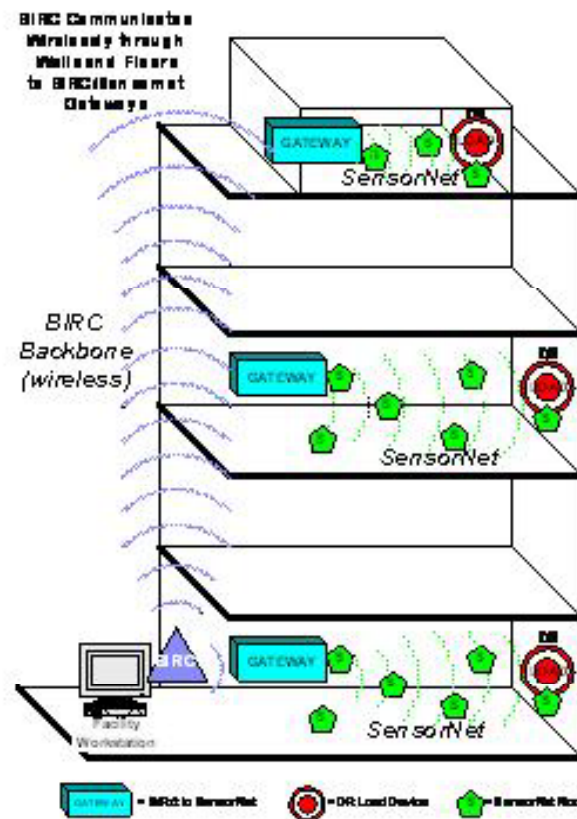 BIRC Communicates
Wirelessly through
Walls and Floors
to BIRC/Sensornet
Gateways
GATEWAY
DR
S
S
S
SensorNet
BIRC
Backbone
(wireless)
GATEWAY
DR
S
S
S
S
S
S
SensorNet
BIRC
GATEWAY
DR
S
S
S
S
S
S
SensorNet
Facility
Workstation
GATEWAY
= to SensorNet
= DR Load Device
S
= SensorNet